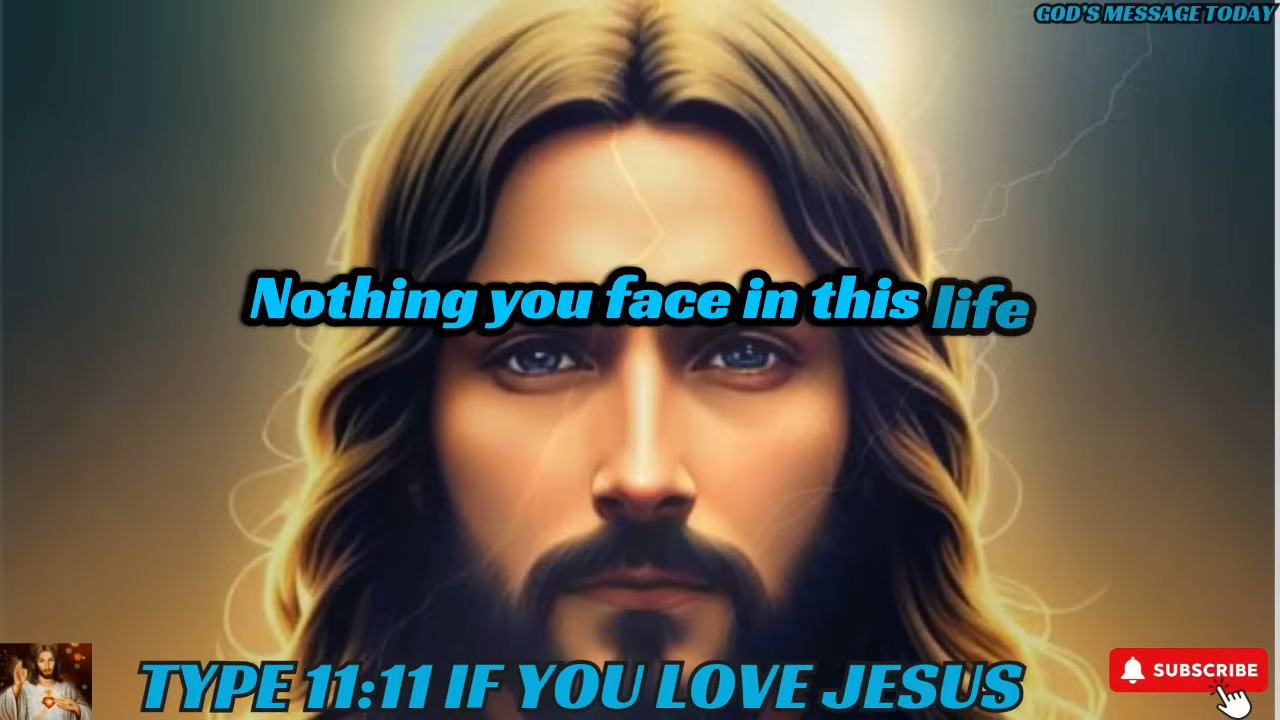 GOD'S MESSAGE TODAY
Nothing you face in this life
TYPE 11:11 IF YOU LOVE JESUS
SUBSCRIBE